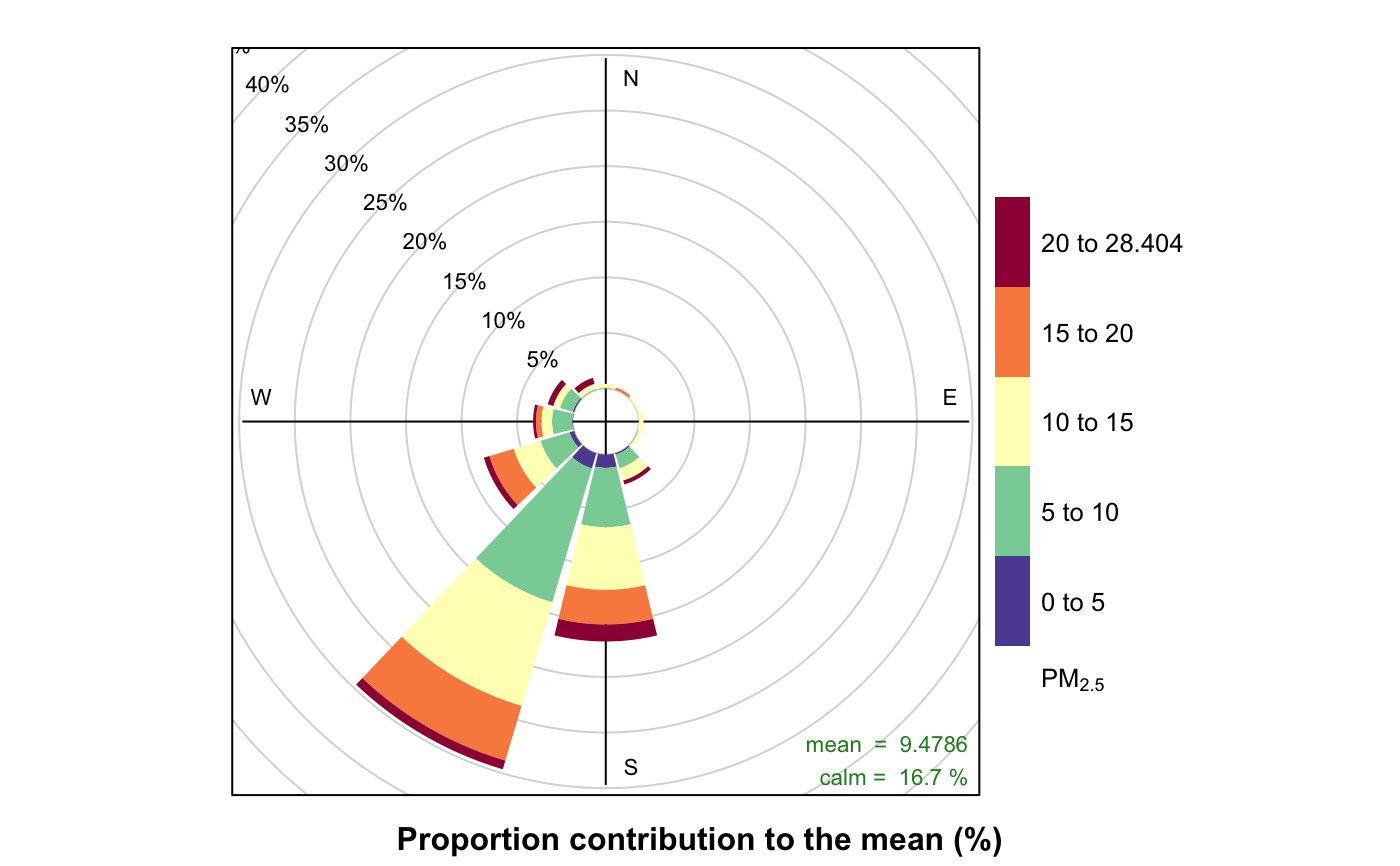 %
40%
35%
30%
25%
20%
15%
10%
5%
N
W
E
S
mean = 9.4786
calm = 16.7 %
20 to 28.404
15 to 20
10 to 15
5 to 10
0 to 5
PM2.5
Proportion contribution to the mean (%)